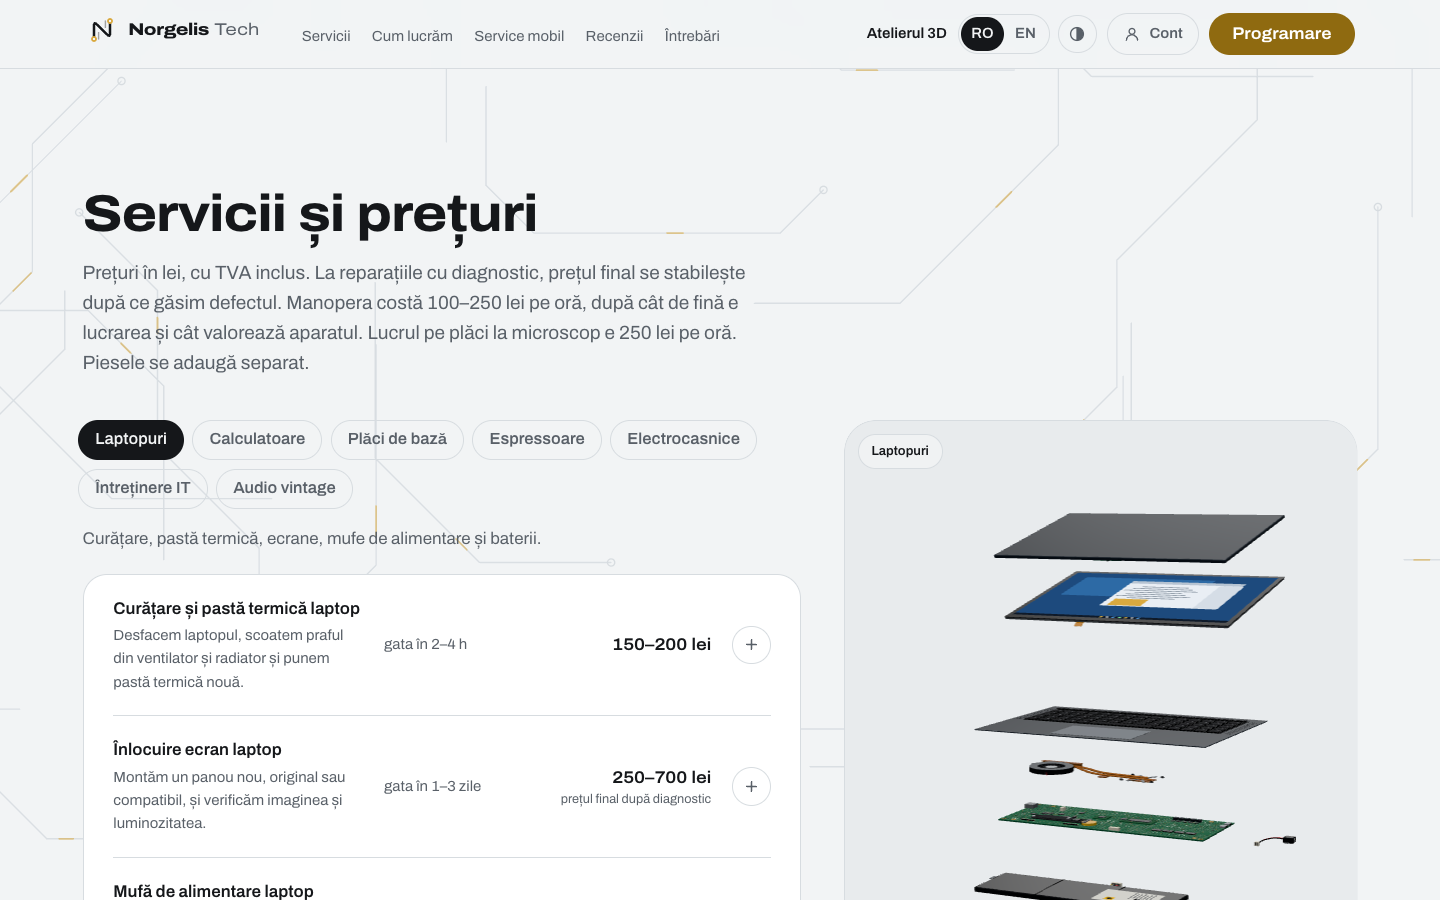 Norgelis Tech
Servicii
Cum lucrăm
Service mobil
Recenzii
Întrebări
Atelierul 3D
RO
EN
Cont
Programare
Servicii și prețuri
Prețuri în lei, cu TVA inclus. La reparațiile cu diagnostic, prețul final se stabilește
după ce găsim defectul. Manopera costă 100–250 lei pe oră, după cât de fină e
lucrarea și cât valorează aparatul. Lucrul pe plăci la microscop e 250 lei pe oră.
Piesele se adaugă separat.
Laptopuri
Calculatoare
Plăci de bază
Espressoare
Electrocasnice
Întreținere IT
Audio vintage
Curățare, pastă termică, ecrane, mufe de alimentare și baterii.
Curățare și pastă termică laptop
Desfacem laptopul, scoatem praful
din ventilator și radiator și punem
pastă termică nouă.
gata în 2–4 h
150–200 lei
Înlocuire ecran laptop
Montăm un panou nou, original sau
compatibil, și verificăm imaginea și
luminozitatea.
gata în 1–3 zile
250–700 lei
prețul final după diagnostic
Mufă de alimentare laptop
Laptopuri